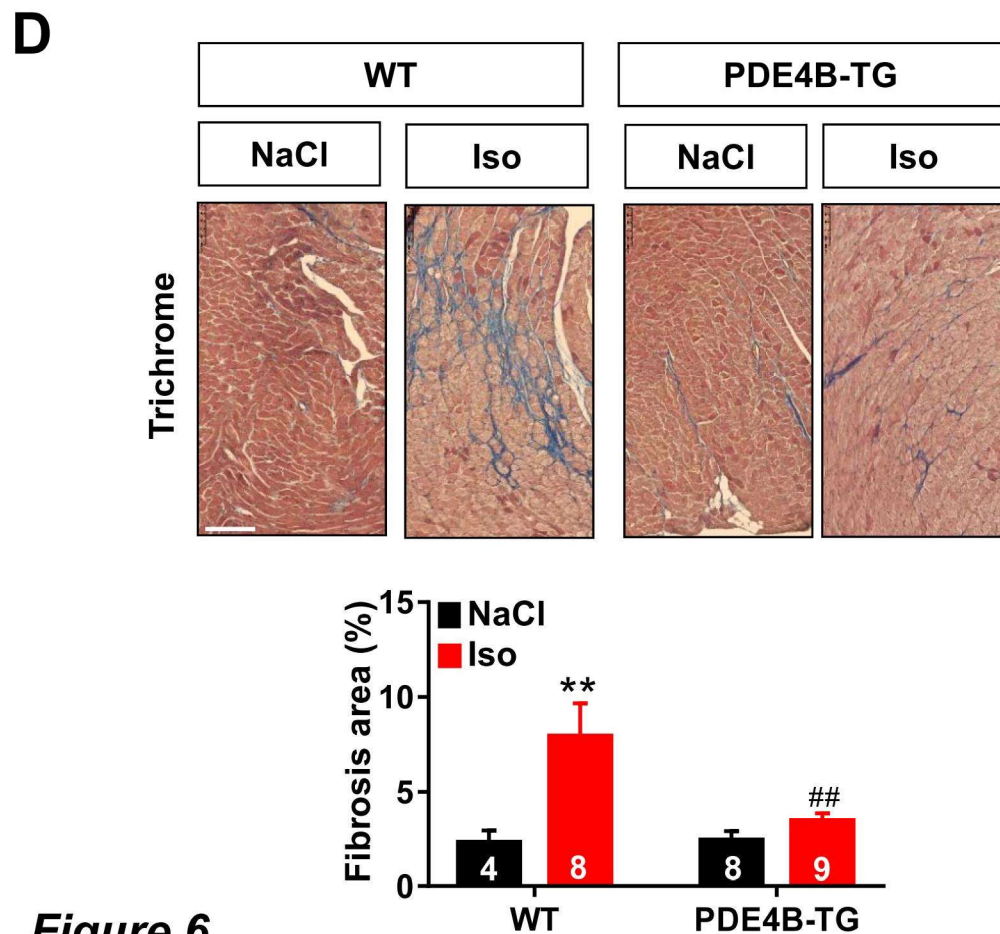 D
WT PDE4B-TG
NaCl Iso NaCl Iso
Trichrome
Fibrosis area (%)
15
10
5
0
NaCl
Iso
**
##
4 8 8 9
WT PDE4B-TG
Figure 6